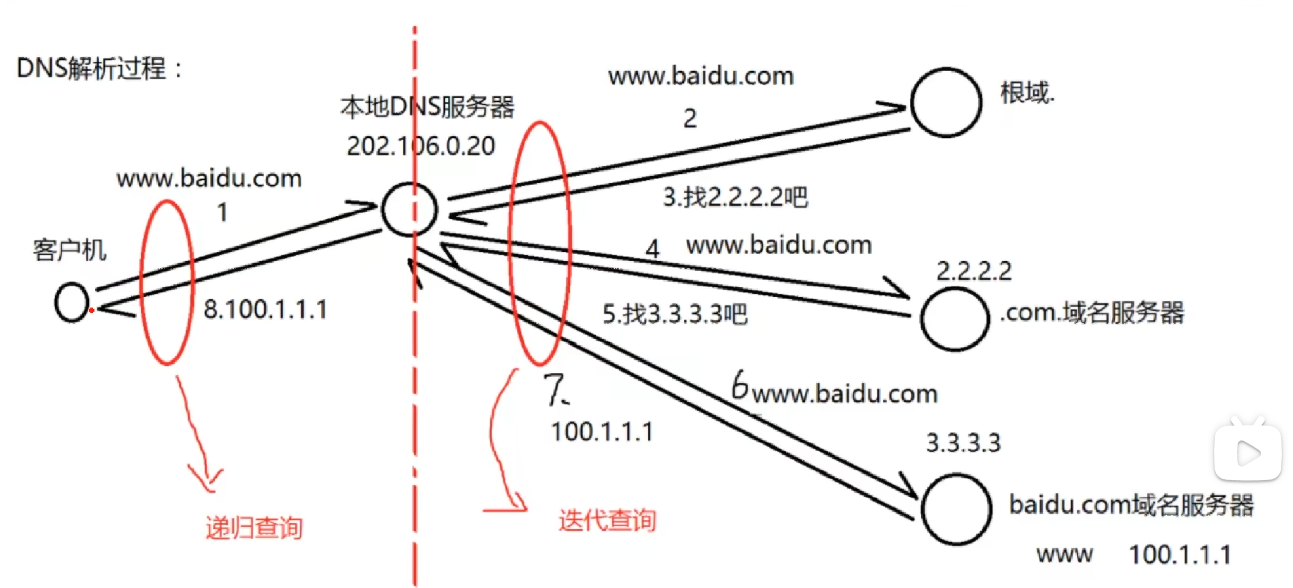 DNS解析过程：
www.baidu.com
2
根域.
本地DNS服务器
202.106.0.20
www.baidu.com
1
3.找2.2.2.2吧
客户机
4
www.baidu.com
2.2.2.2
.com.域名服务器
8.100.1.1.1
5.找3.3.3.3吧
7.
100.1.1.1
6
www.baidu.com
3.3.3.3
baidu.com域名服务器
www 100.1.1.1
递归查询
迭代查询